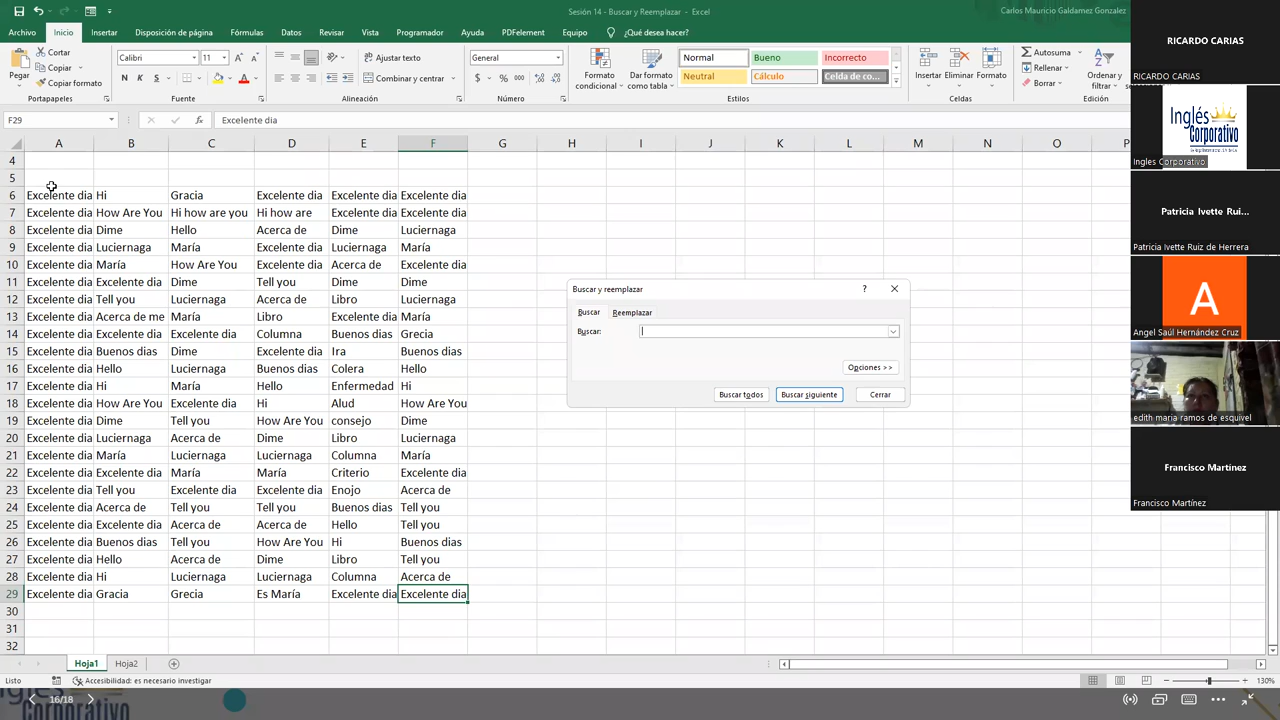 Sesión 14 - Buscar y Reemplazar - Excel
Carlos Mauricio Galdamez Gonzalez
Archivo Inicio Insertar Disposición de página Fórmulas Datos Revisar Vista Programador Ayuda PDFelement Equipo ¿Qué desea hacer?
Pegar
Cortar
Copiar
Copiar formato
Portapapeles
Calibri 11
N K S
Fuente
Ajustar texto
Combinar y centrar
Alineación
General
$ % 000
Número
Formato condicional
Dar formato como tabla
Normal Bueno Incorrecto
Neutral Cálculo Celda de co...
Estilos
Insertar Eliminar Formato
Celdas
Autosuma
Rellenar
Borrar
Ordenar y filtrar
Edición
F29 fx Excelente dia
A B C D E F G H I J K L M N O P
4
5
6 Excelente dia Hi Gracia Excelente dia Excelente dia Excelente dia
7 Excelente dia How Are You Hi how are you Hi how are Excelente dia Excelente dia
8 Excelente dia Dime Hello Acerca de Dime Luciernaga
9 Excelente dia Luciernaga María Excelente dia Luciernaga María
10 Excelente dia María How Are You Excelente dia Acerca de Excelente dia
11 Excelente dia Excelente dia Dime Tell you Dime Dime
12 Excelente dia Tell you Luciernaga Acerca de Libro Luciernaga
13 Excelente dia Acerca de me María Libro Excelente dia María
14 Excelente dia Excelente dia Excelente dia Columna Buenos dias Grecia
15 Excelente dia Buenos dias Dime Excelente dia Ira Buenos dias
16 Excelente dia Hello Luciernaga Buenos dias Colera Hello
17 Excelente dia Hi María Hello Enfermedad Hi
18 Excelente dia How Are You Excelente dia Hi Alud How Are You
19 Excelente dia Dime Tell you How Are You consejo Dime
20 Excelente dia Luciernaga Acerca de Dime Libro Luciernaga
21 Excelente dia María Luciernaga Luciernaga Columna María
22 Excelente dia Excelente dia María María Criterio Excelente dia
23 Excelente dia Tell you Excelente dia Excelente dia Enojo Acerca de
24 Excelente dia Acerca de Tell you Tell you Buenos dias Tell you
25 Excelente dia Excelente dia Acerca de Acerca de Hello Tell you
26 Excelente dia Buenos dias Tell you How Are You Hi Buenos dias
27 Excelente dia Hello Acerca de Dime Libro Tell you
28 Excelente dia Hi Luciernaga Luciernaga Columna Acerca de
29 Excelente dia Gracia Grecia Es María Excelente dia Excelente dia
30
31
32
Buscar y reemplazar ?
Buscar Reemplazar
Buscar:
Opciones >>
Buscar todos Buscar siguiente Cerrar
RICARDO CARIAS
RICARDO CARIAS
Inglés
Corporativo
Ingles Corporativo
Patricia Ivette Rui...
Patricia Ivette Ruiz de Herrera
A
Angel Saúl Hernández Cruz
edith maria ramos de esquivel
Francisco Martínez
Francisco Martínez
Hoja1 Hoja2
Listo Accesibilidad: es necesario investigar 130%
16/18
Corporativo